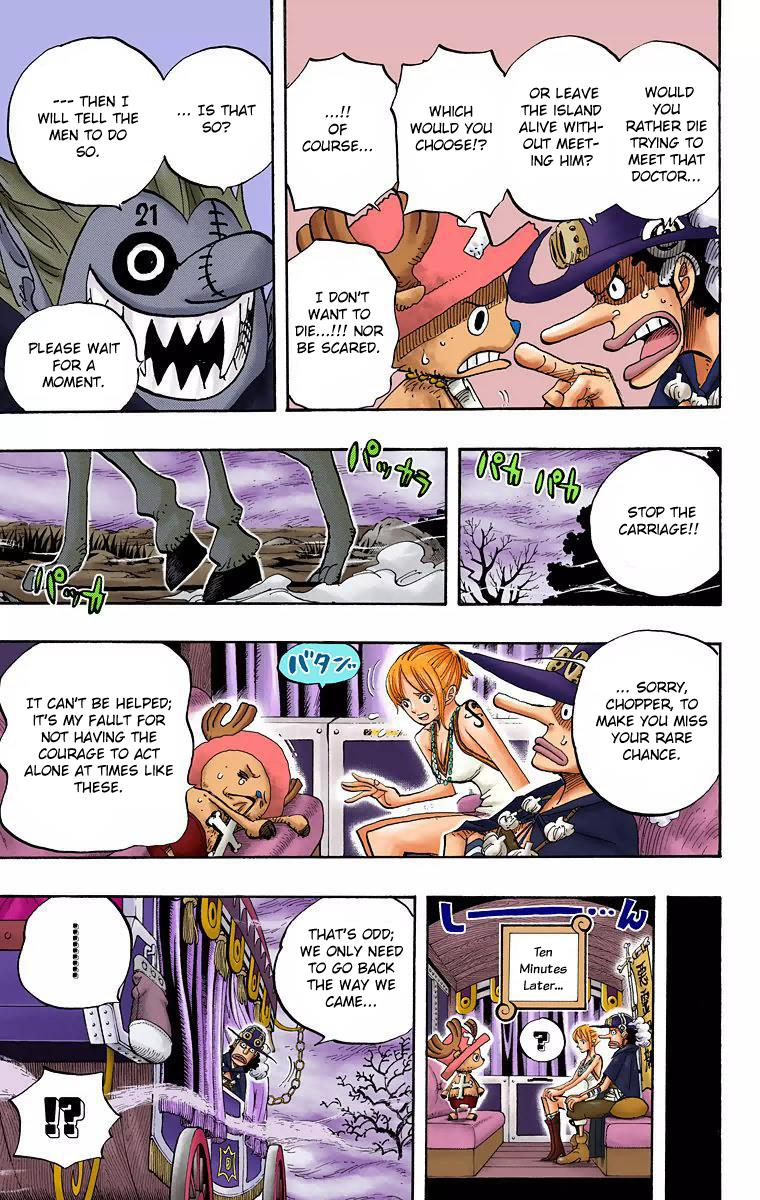 WOULD
YOU
RATHER DIE
TRYING TO
MEET THAT
DOCTOR...
OR LEAVE
THE ISLAND
ALIVE WITH-
OUT MEET-
ING HIM?
WHICH
WOULD YOU
CHOOSE!?
...!!
OF
COURSE...
I DON'T
WANT TO
DIE...!!! NOR
BE SCARED.
... IS THAT
SO?
--- THEN I
WILL TELL THE
MEN TO DO
SO.
21
PLEASE WAIT
FOR A
MOMENT.
パカ パカ
STOP THE
CARRIAGE!!
パッカラ
パッカ
... SORRY,
CHOPPER, TO
MAKE YOU MISS
YOUR RARE
CHANCE.
バタン
IT CAN'T BE
HELPED;
IT'S MY FAULT FOR
NOT HAVING THE
COURAGE TO ACT
ALONE AT TIMES LIKE
THESE.
しーーん
Ten
Minutes
Later...
?
THAT'S ODD;
WE ONLY NEED
TO GO BACK
THE WAY WE
CAME...
!?